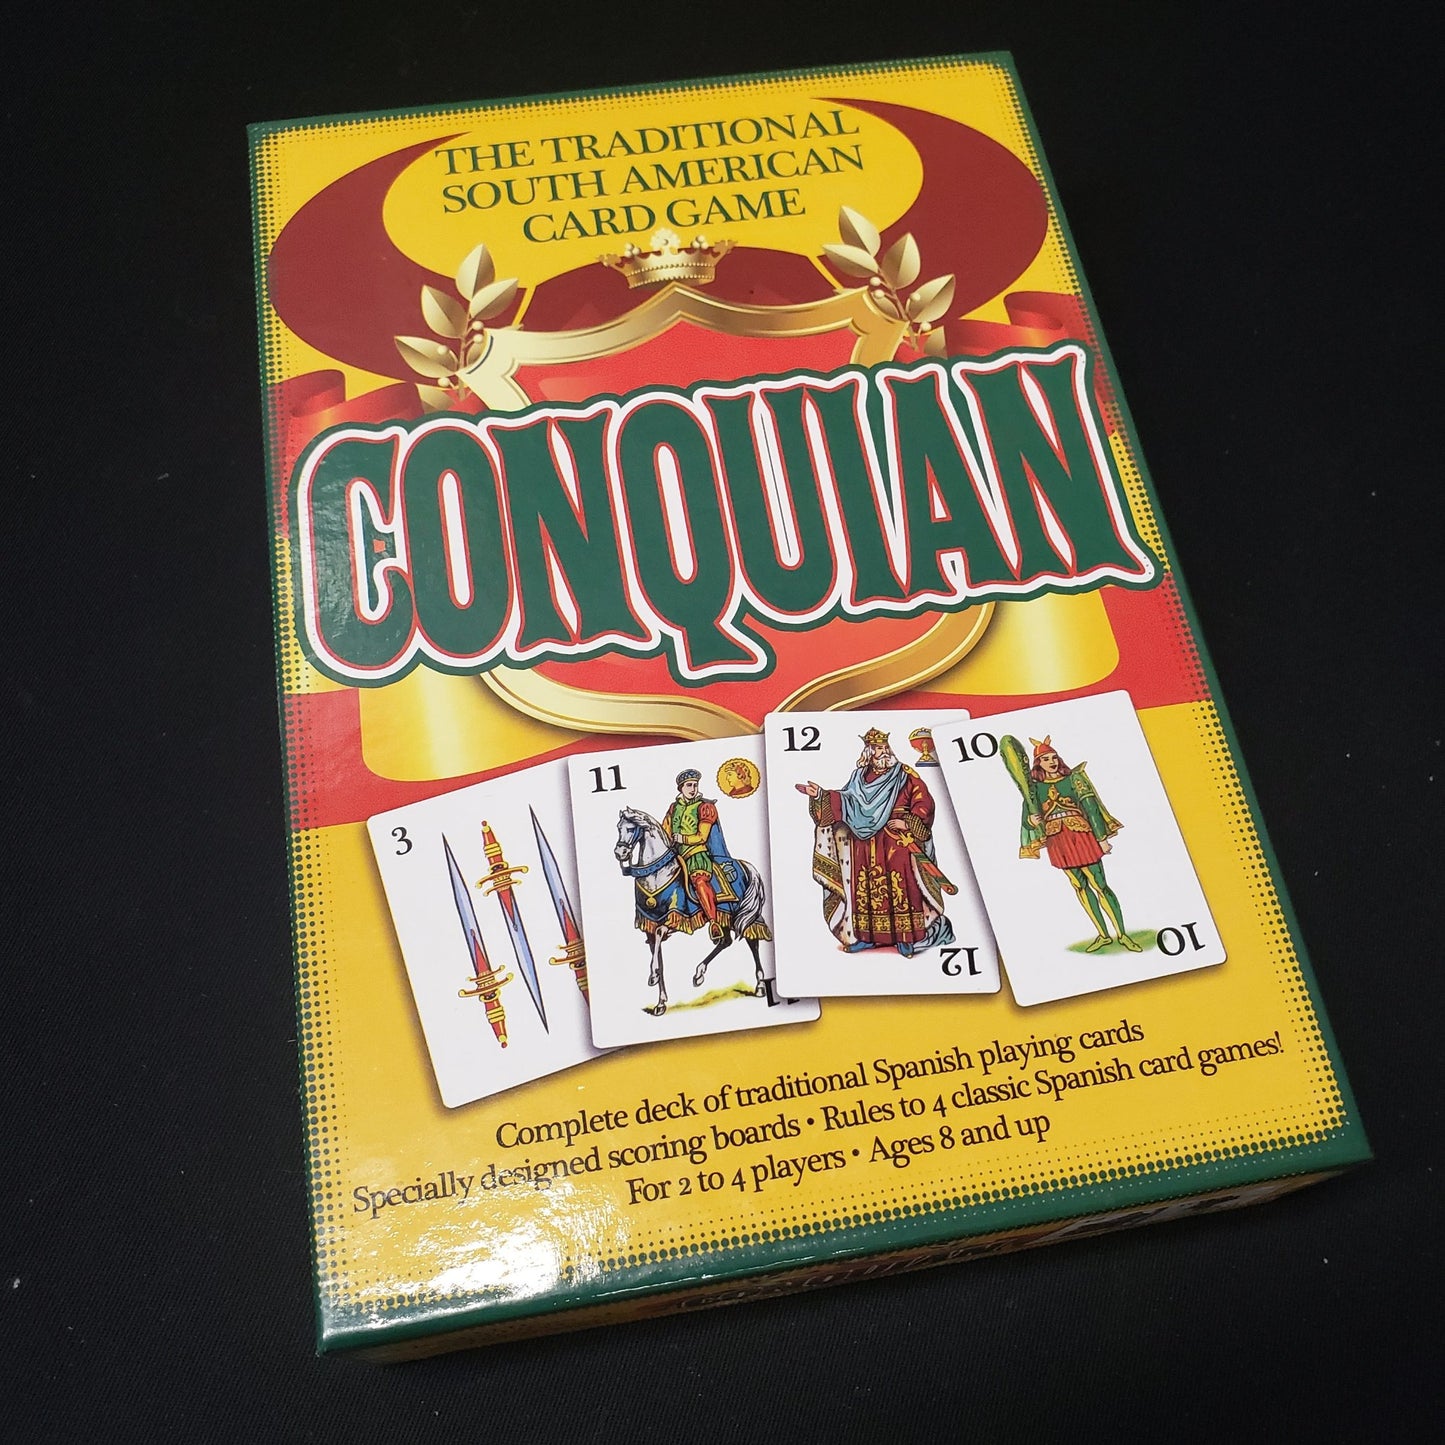 THE TRADITIONAL
SOUTH AMERICAN
CARD GAME
CONQUIAN
3
11
11
12
12
10
10
Complete deck of traditional Spanish playing cards
Specially designed scoring boards • Rules to 4 classic Spanish card games!
For 2 to 4 players • Ages 8 and up